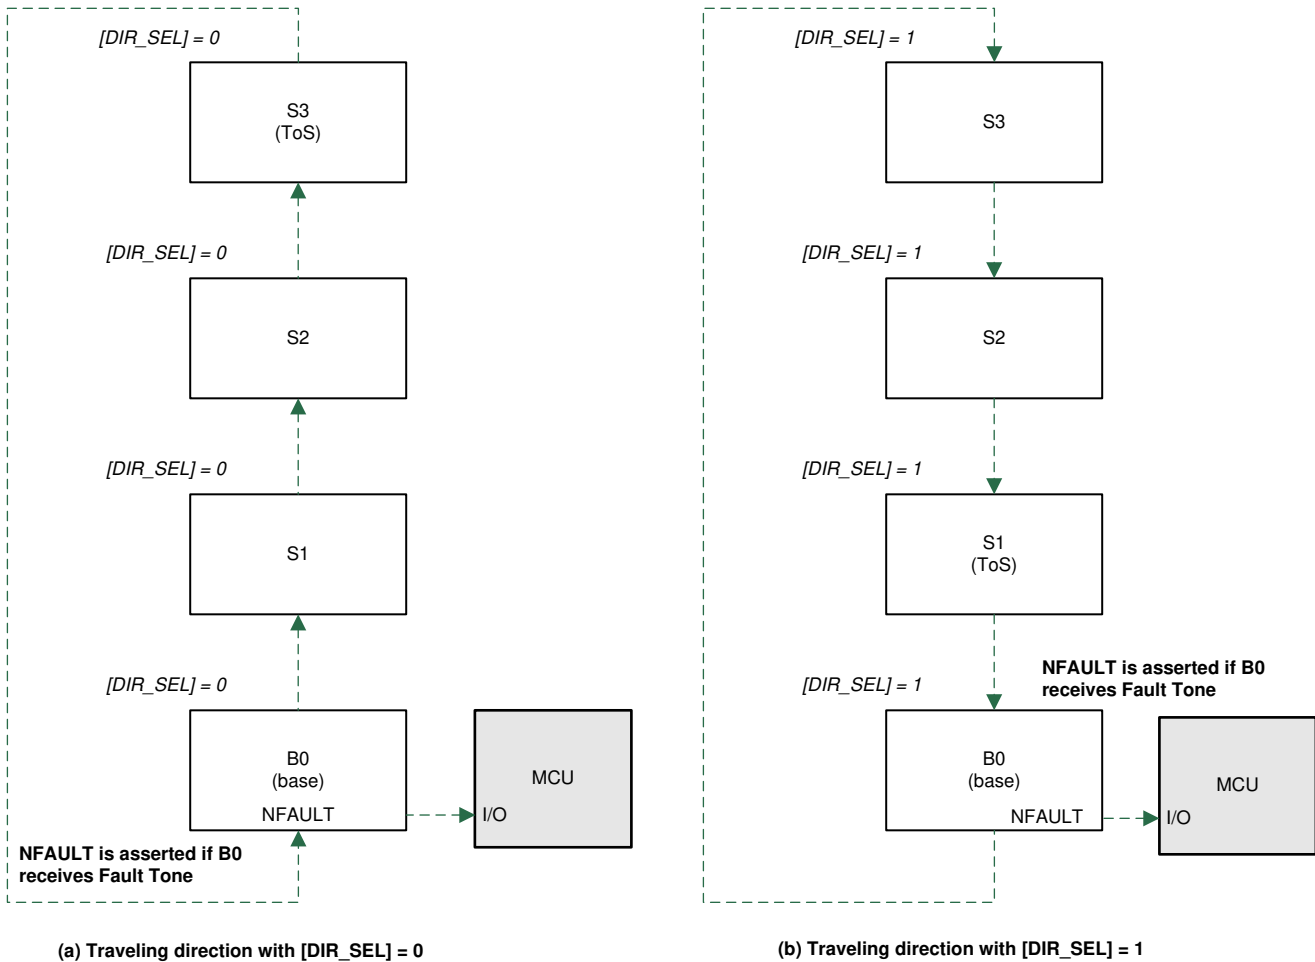 [DIR_SEL] = 0
S3
(ToS)
[DIR_SEL] = 0
S2
[DIR_SEL] = 0
S1
[DIR_SEL] = 0
B0
(base)
NFAULT
MCU
I/O
NFAULT is asserted if B0
receives Fault Tone
(a) Traveling direction with [DIR_SEL] = 0
[DIR_SEL] = 1
S3
[DIR_SEL] = 1
S2
[DIR_SEL] = 1
S1
(ToS)
NFAULT is asserted if B0
receives Fault Tone
[DIR_SEL] = 1
B0
(base)
NFAULT
MCU
I/O
(b) Traveling direction with [DIR_SEL] = 1